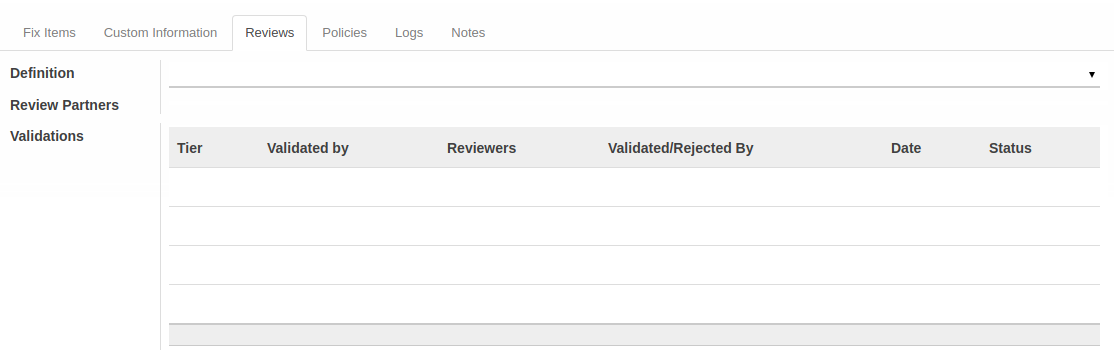 Fix Items Custom Information Reviews Policies Logs Notes
Definition
Review Partners
Validations
Tier Validated by Reviewers Validated/Rejected By Date Status